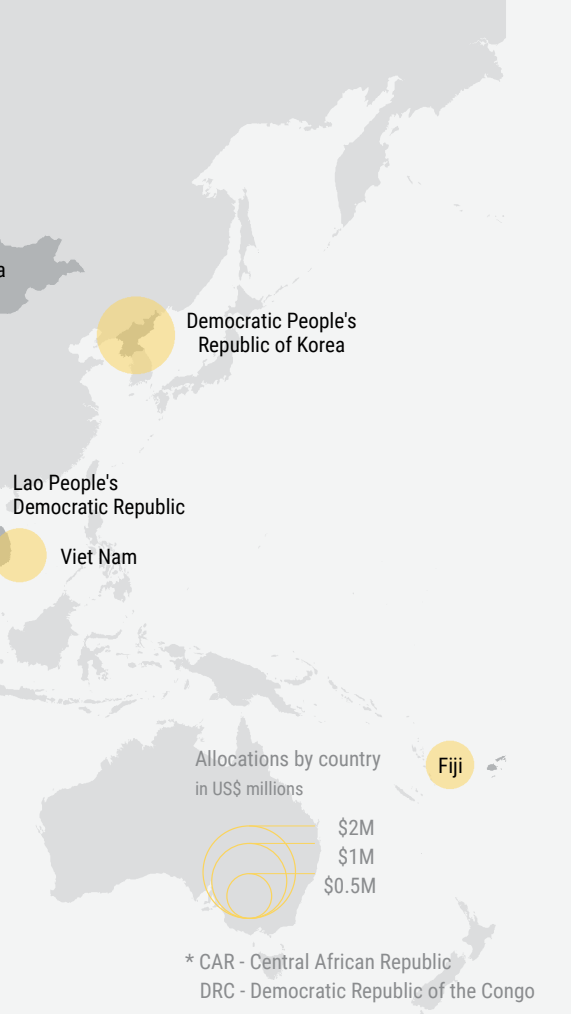 a
Democratic People's
Republic of Korea
Lao People's
Democratic Republic
Viet Nam
Fiji
Allocations by country
in US$ millions
$2M
$1M
$0.5M
* CAR - Central African Republic
DRC - Democratic Republic of the Congo